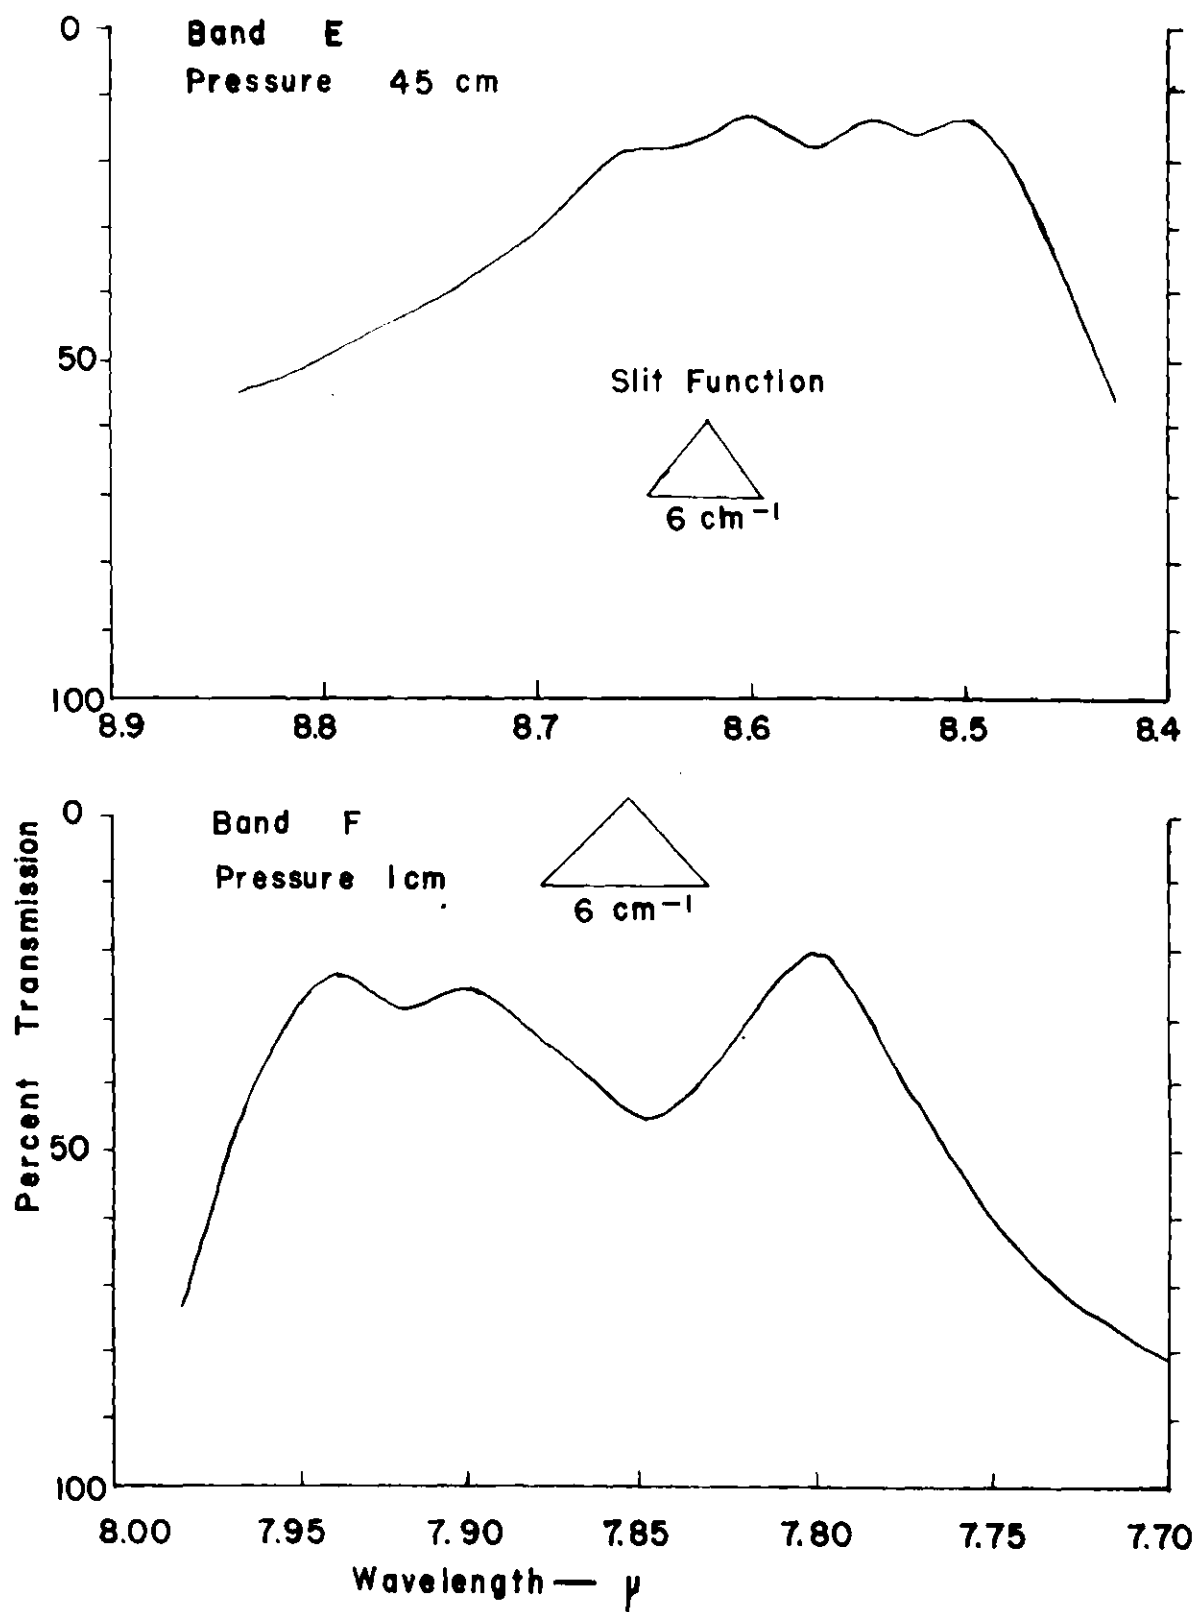 0
Band E
Pressure 45 cm
50
Slit Function
6 cm⁻¹
100
8.9 8.8 8.7 8.6 8.5 8.4
0
Band F
Pressure 1cm
6 cm⁻¹
Percent Transmission
50
100
8.00 7.95 7.90 7.85 7.80 7.75 7.70
Wavelength — μ